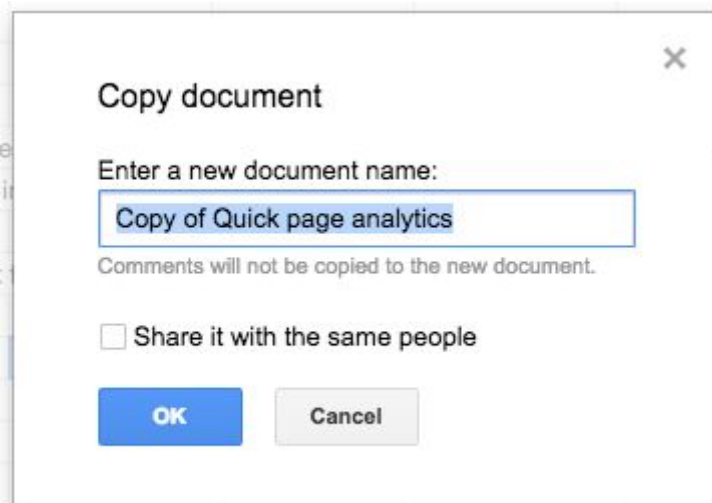 Copy document
Enter a new document name:
Copy of Quick page analytics
Comments will not be copied to the new document.
Share it with the same people
OK
Cancel